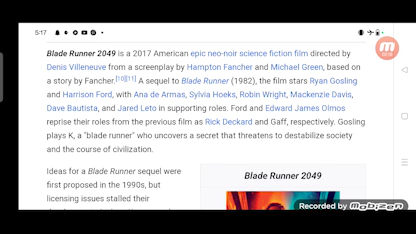 5:17
Blade Runner 2049 is a 2017 American epic neo-noir science fiction film directed by
Denis Villeneuve from a screenplay by Hampton Fancher and Michael Green, based on
a story by Fancher.[10][11] A sequel to Blade Runner (1982), the film stars Ryan Gosling
and Harrison Ford, with Ana de Armas, Sylvia Hoeks, Robin Wright, Mackenzie Davis,
Dave Bautista, and Jared Leto in supporting roles. Ford and Edward James Olmos
reprise their roles from the previous film as Rick Deckard and Gaff, respectively. Gosling
plays K, a "blade runner" who uncovers a secret that threatens to destabilize society
and the course of civilization.
Ideas for a Blade Runner sequel were
first proposed in the 1990s, but
licensing issues stalled their
Blade Runner 2049
Recorded by Mobizen